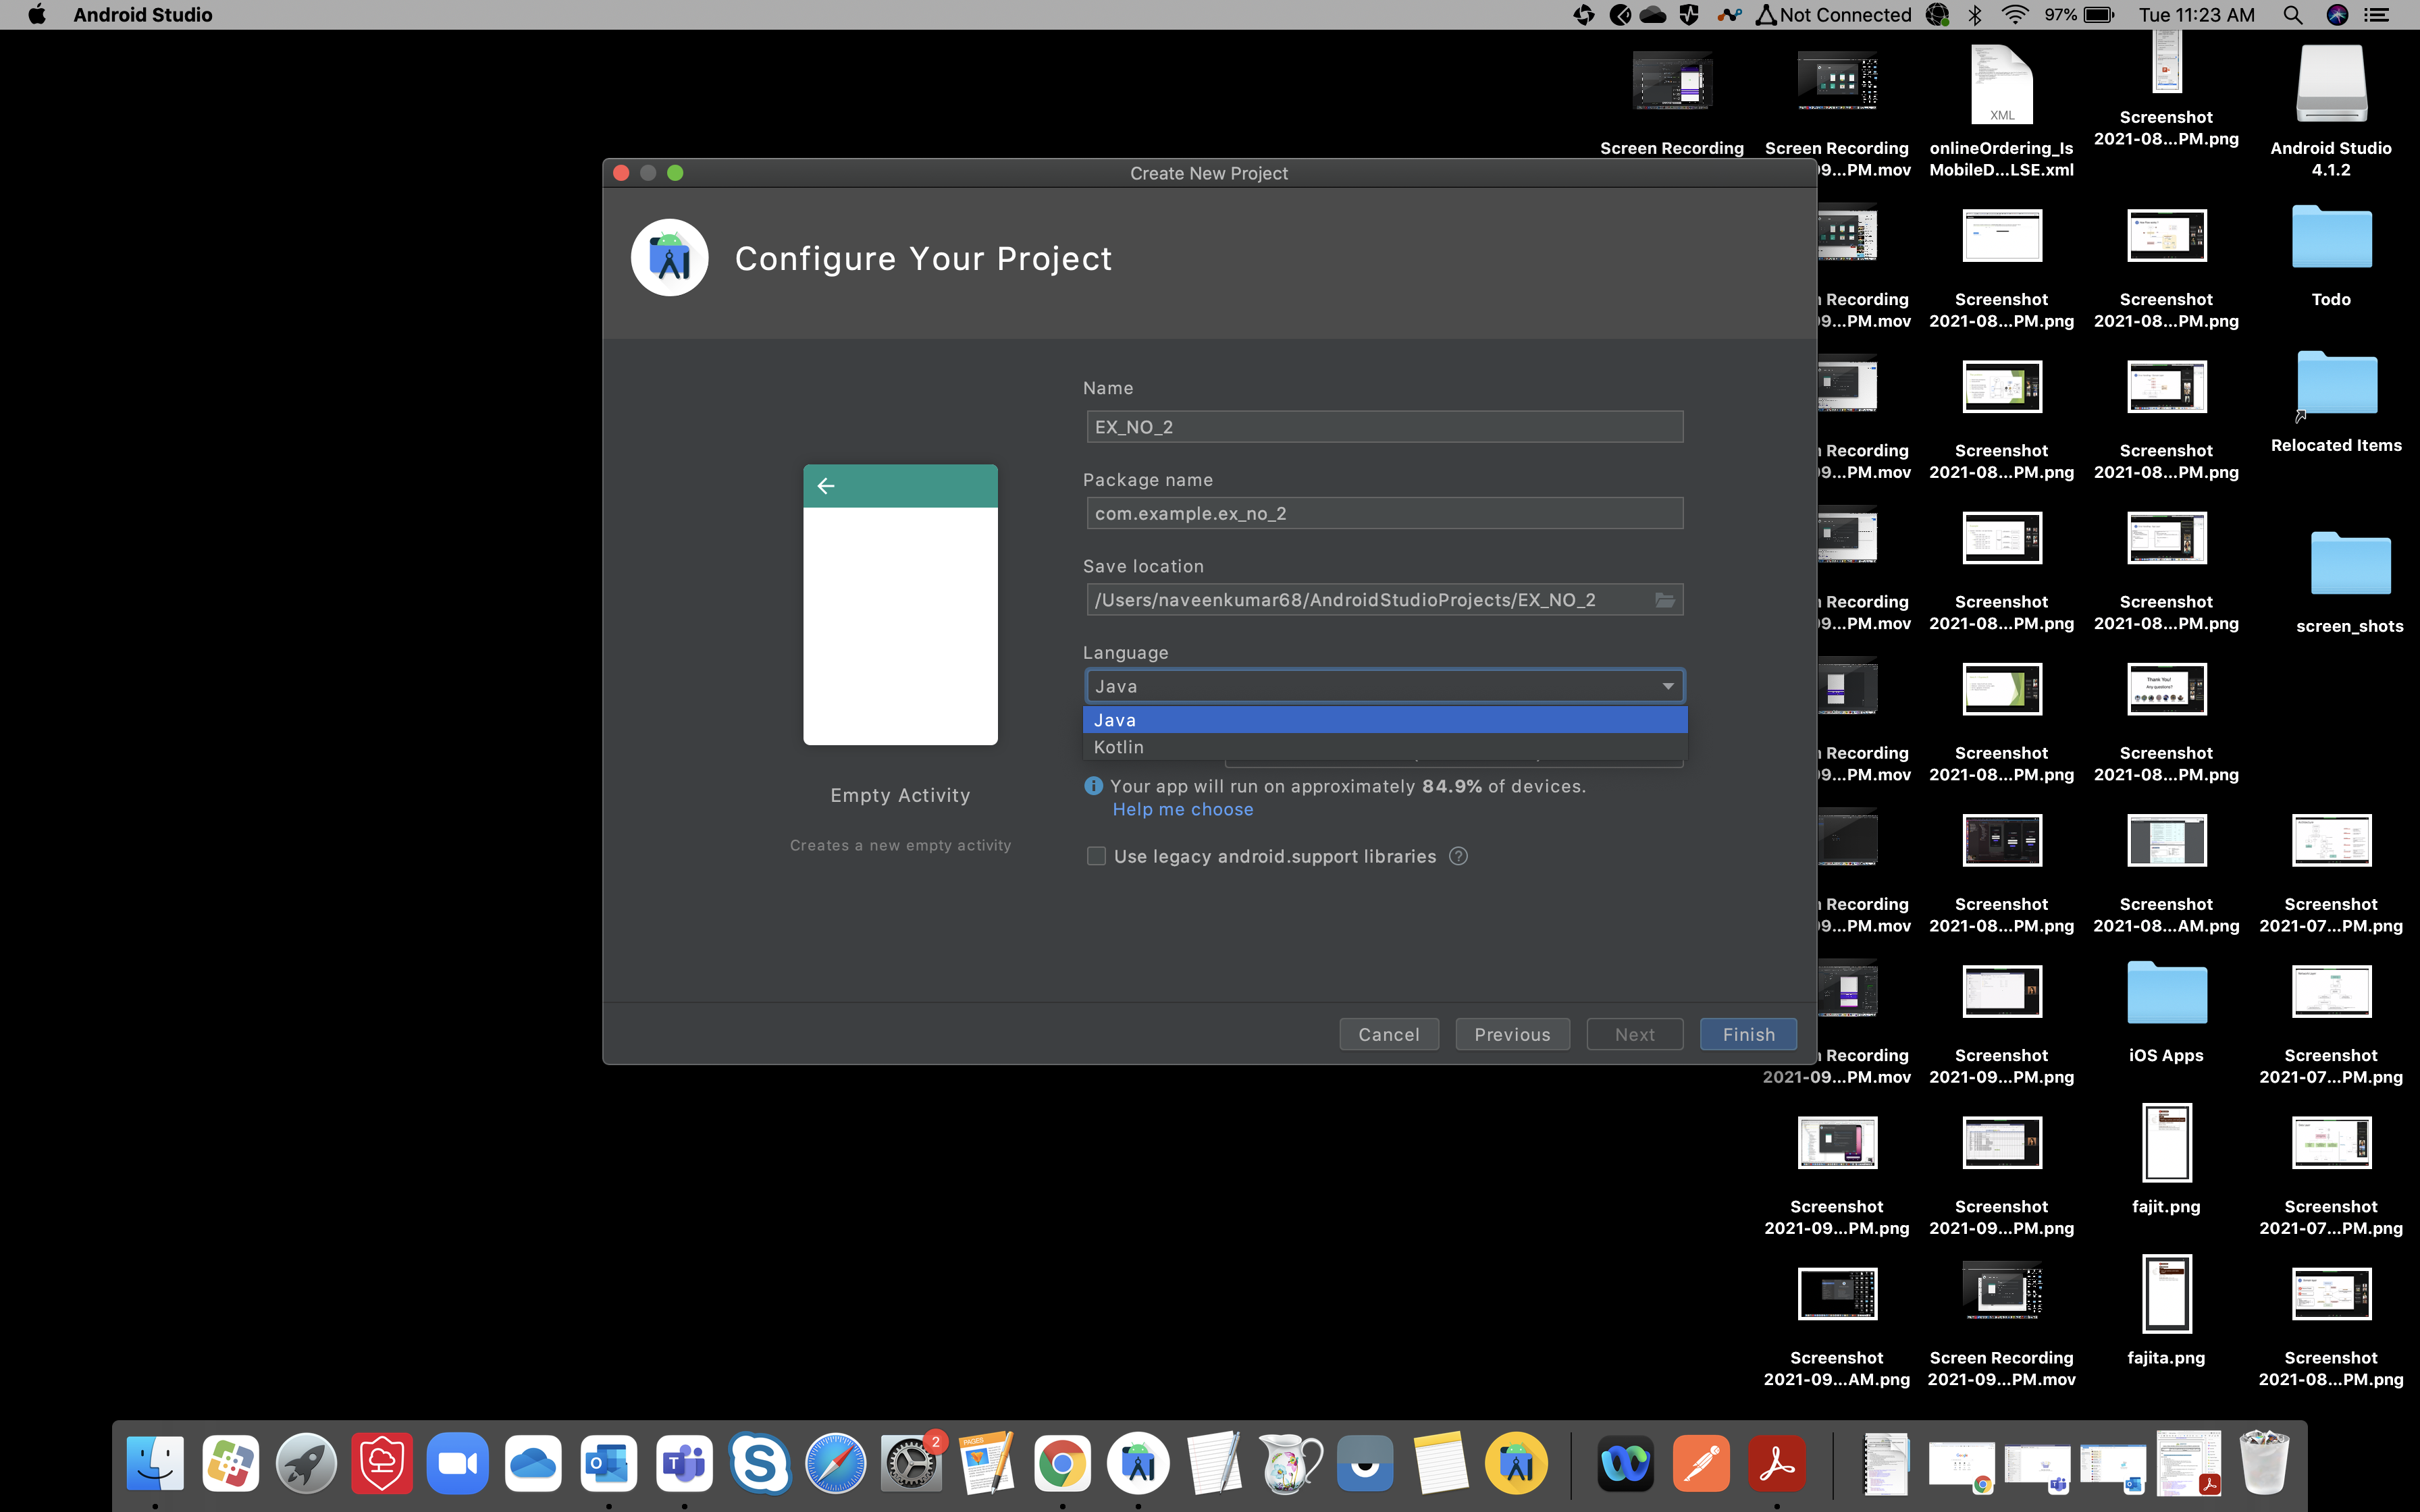 Android Studio
Not Connected
97%
Tue 11:23 AM
Screen Recording
Screen Recording
9...PM.mov
XML
onlineOrdering_Is
MobileD...LSE.xml
Screenshot
2021-08...PM.png
Android Studio
4.1.2
Create New Project
Configure Your Project
Name
EX_NO_2
Package name
com.example.ex_no_2
Save location
/Users/naveenkumar68/AndroidStudioProjects/EX_NO_2
Language
Java
Java
Kotlin
Your app will run on approximately 84.9% of devices.
Help me choose
Use legacy android.support libraries
Empty Activity
Creates a new empty activity
Cancel
Previous
Next
Finish
Recording
9...PM.mov
Screenshot
2021-08...PM.png
Screenshot
2021-08...PM.png
Todo
Recording
9...PM.mov
Screenshot
2021-08...PM.png
Screenshot
2021-08...PM.png
Relocated Items
Recording
9...PM.mov
Screenshot
2021-08...PM.png
Screenshot
2021-08...PM.png
screen_shots
Thank You!
Any questions?
Recording
9...PM.mov
Screenshot
2021-08...PM.png
Screenshot
2021-08...PM.png
Recording
9...PM.mov
Screenshot
2021-08...PM.png
Screenshot
2021-08...AM.png
Screenshot
2021-07...PM.png
Recording
2021-09...PM.mov
Screenshot
2021-09...PM.png
iOS Apps
Screenshot
2021-07...PM.png
Screenshot
2021-09...PM.png
Screenshot
2021-09...PM.png
fajit.png
Screenshot
2021-07...PM.png
Screenshot
2021-09...AM.png
Screen Recording
2021-09...PM.mov
fajita.png
Screenshot
2021-08...PM.png
2
PAGES